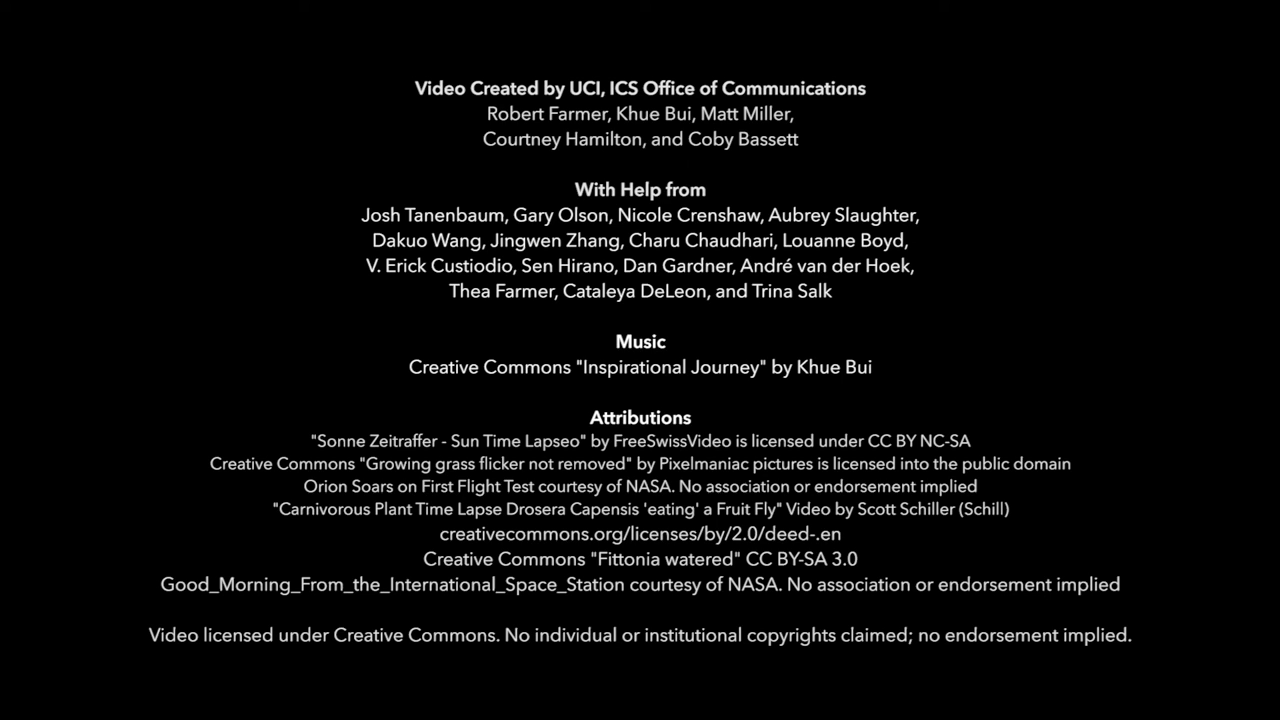 Video Created by UCI, ICS Office of Communications
Robert Farmer, Khue Bui, Matt Miller,
Courtney Hamilton, and Coby Bassett
With Help from
Josh Tanenbaum, Gary Olson, Nicole Crenshaw, Aubrey Slaughter,
Dakuo Wang, Jingwen Zhang, Charu Chaudhari, Louanne Boyd,
V. Erick Custiodio, Sen Hirano, Dan Gardner, André van der Hoek,
Thea Farmer, Cataleya DeLeon, and Trina Salk
Music
Creative Commons "Inspirational Journey" by Khue Bui
Attributions
"Sonne Zeitraffer - Sun Time Lapseo" by FreeSwissVideo is licensed under CC BY NC-SA
Creative Commons "Growing grass flicker not removed" by Pixelmaniac pictures is licensed into the public domain
Orion Soars on First Flight Test courtesy of NASA. No association or endorsement implied
"Carnivorous Plant Time Lapse Drosera Capensis 'eating' a Fruit Fly" Video by Scott Schiller (Schill)
creativecommons.org/licenses/by/2.0/deed-.en
Creative Commons "Fittonia watered" CC BY-SA 3.0
Good_Morning_From_the_International_Space_Station courtesy of NASA. No association or endorsement implied
Video licensed under Creative Commons. No individual or institutional copyrights claimed; no endorsement implied.